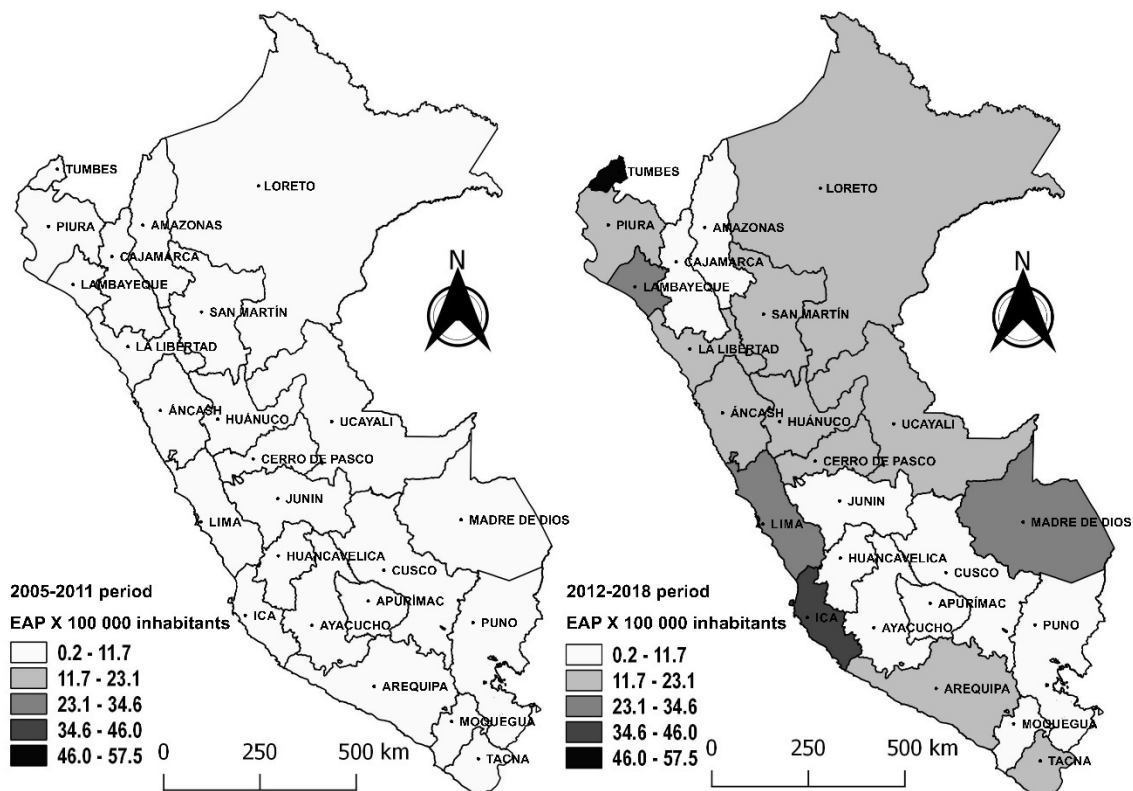 TUMBES
LORETO
PIURA
AMAZONAS
CAJAMARCA
N
LAMBAYEQUE
SAN MARTÍN
LA LIBERTAD
ÁNCASH
HUÁNUCO
UCAYALI
CERRO DE PASCO
JUNIN
LIMA
MADRE DE DIOS
HUANCAVELICA
CUSCO
2005-2011 period
APURÍMAC
EAP X 100 000 inhabitants
ICA
AYACUCHO
PUNO
0.2 - 11.7
11.7 - 23.1
AREQUIPA
23.1 - 34.6
34.6 - 46.0
MOQUEGUA
46.0 - 57.5
TACNA
0 250 500 km
TUMBES
LORETO
PIURA
AMAZONAS
CAJAMARCA
N
LAMBAYEQUE
SAN MARTÍN
LA LIBERTAD
ÁNCASH
HUÁNUCO
UCAYALI
CERRO DE PASCO
JUNIN
LIMA
MADRE DE DIOS
HUANCAVELICA
CUSCO
2012-2018 period
APURÍMAC
EAP X 100 000 inhabitants
ICA
AYACUCHO
PUNO
0.2 - 11.7
11.7 - 23.1
AREQUIPA
23.1 - 34.6
34.6 - 46.0
MOQUEGUA
46.0 - 57.5
TACNA
0 250 500 km